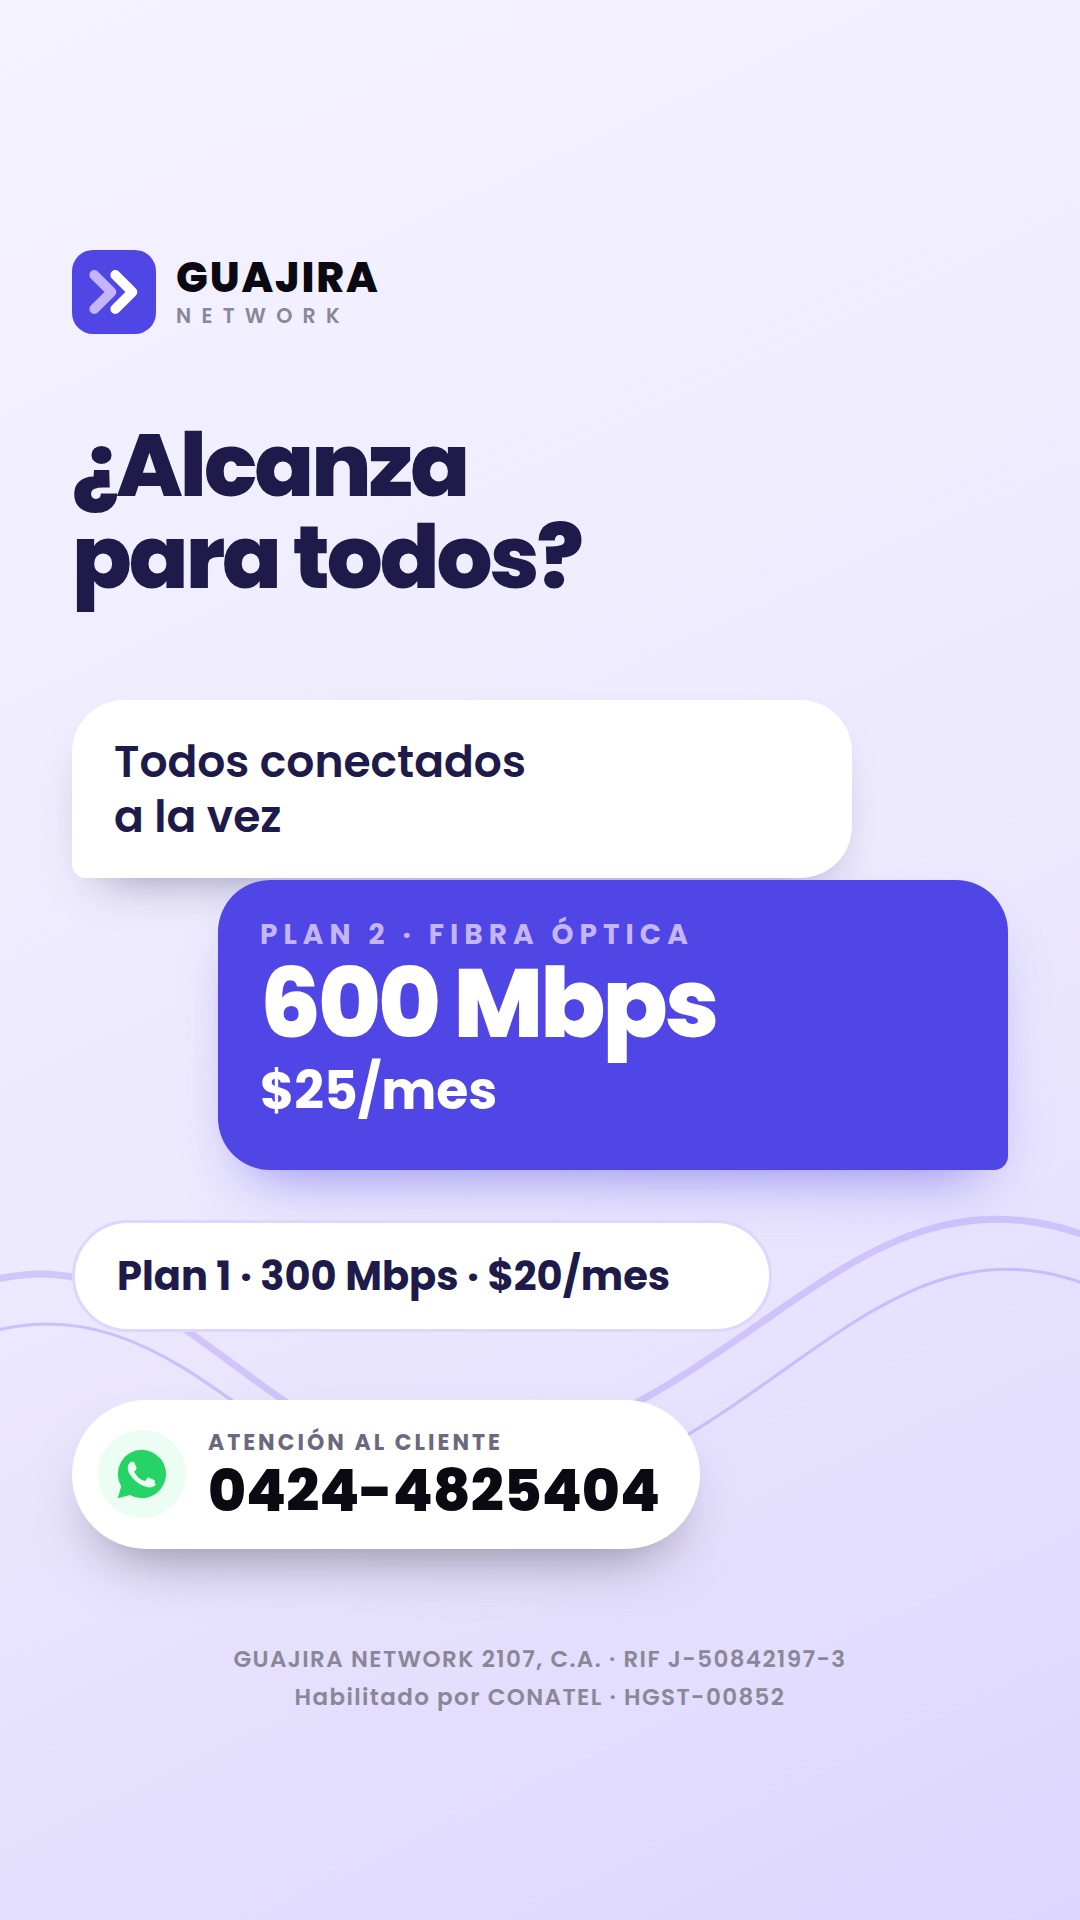 GUAJIRA
NETWORK
¿Alcanza
para todos?
Todos conectados
a la vez
PLAN 2 · FIBRA ÓPTICA
600 Mbps
$25/mes
Plan 1 · 300 Mbps · $20/mes
ATENCIÓN AL CLIENTE
0424-4825404
GUAJIRA NETWORK 2107, C.A. · RIF J-50842197-3
Habilitado por CONATEL · HGST-00852